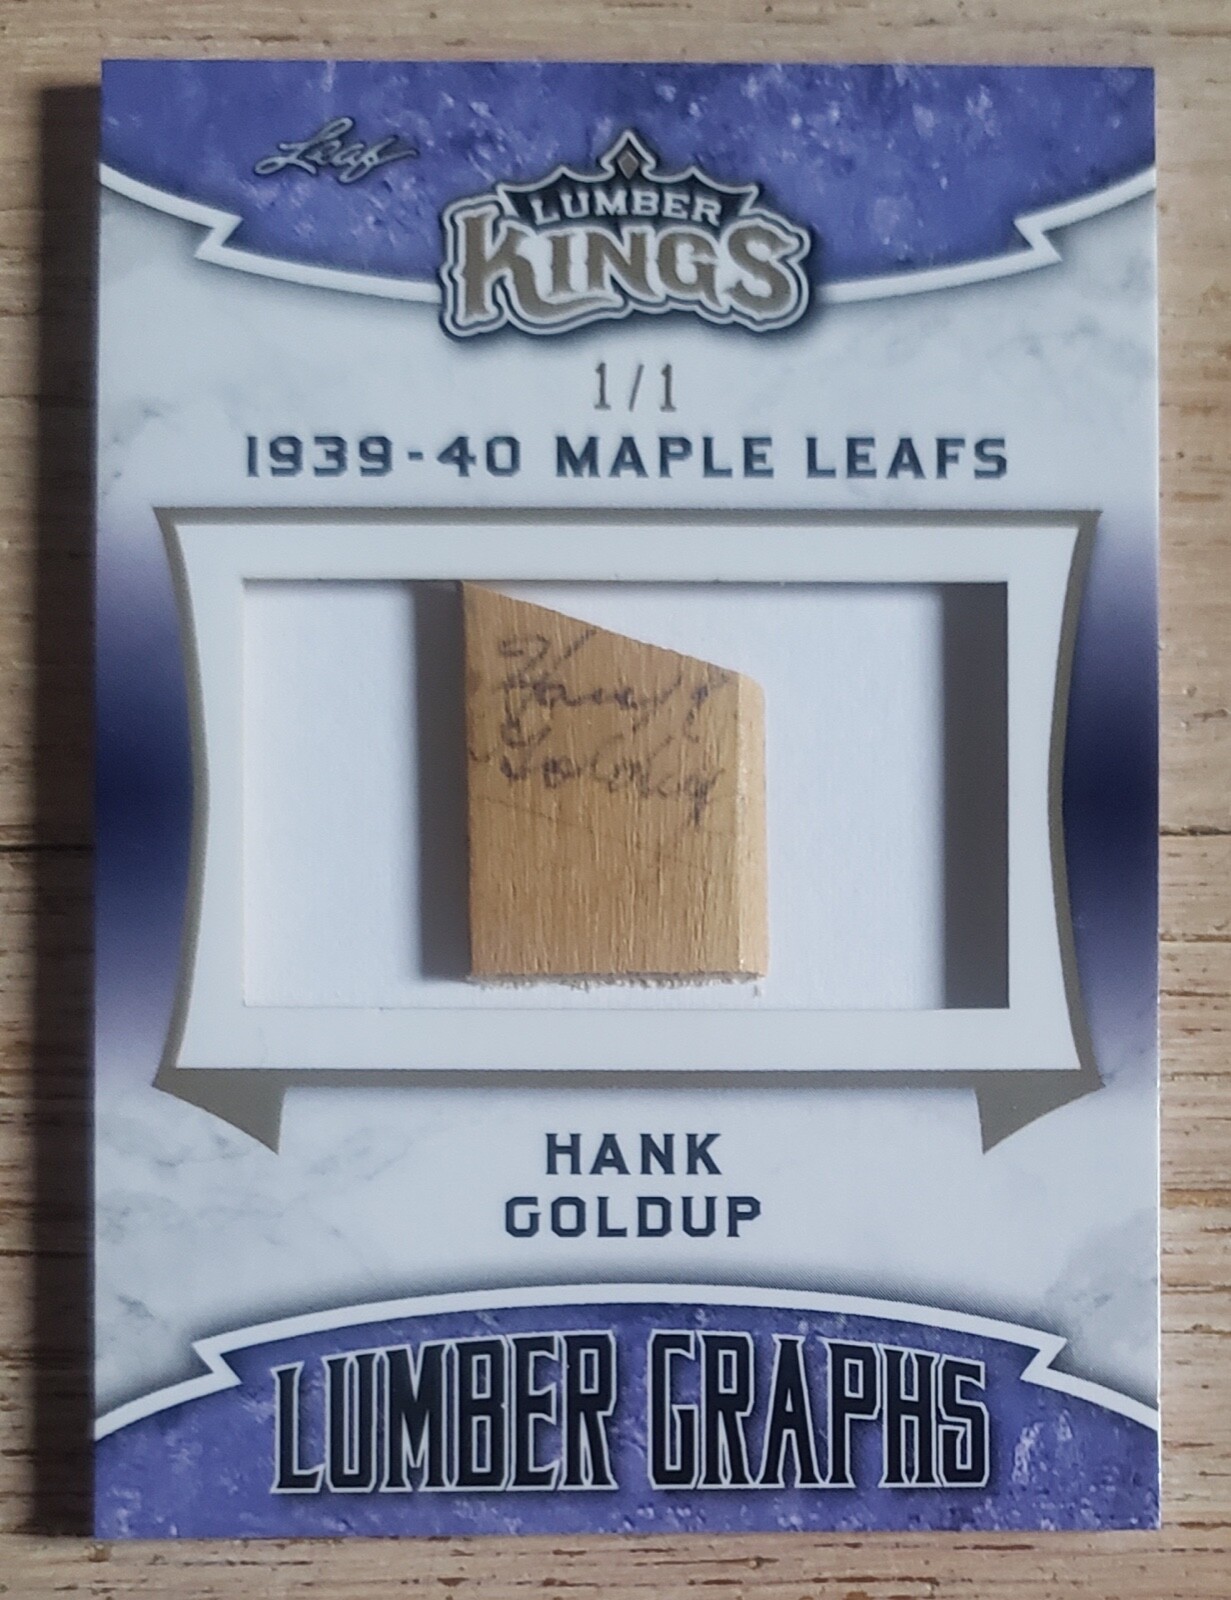 Leaf
LUMBER
KINGS
1/1
1939-40 MAPLE LEAFS
HANK
GOLDUP
LUMBER GRAPHS